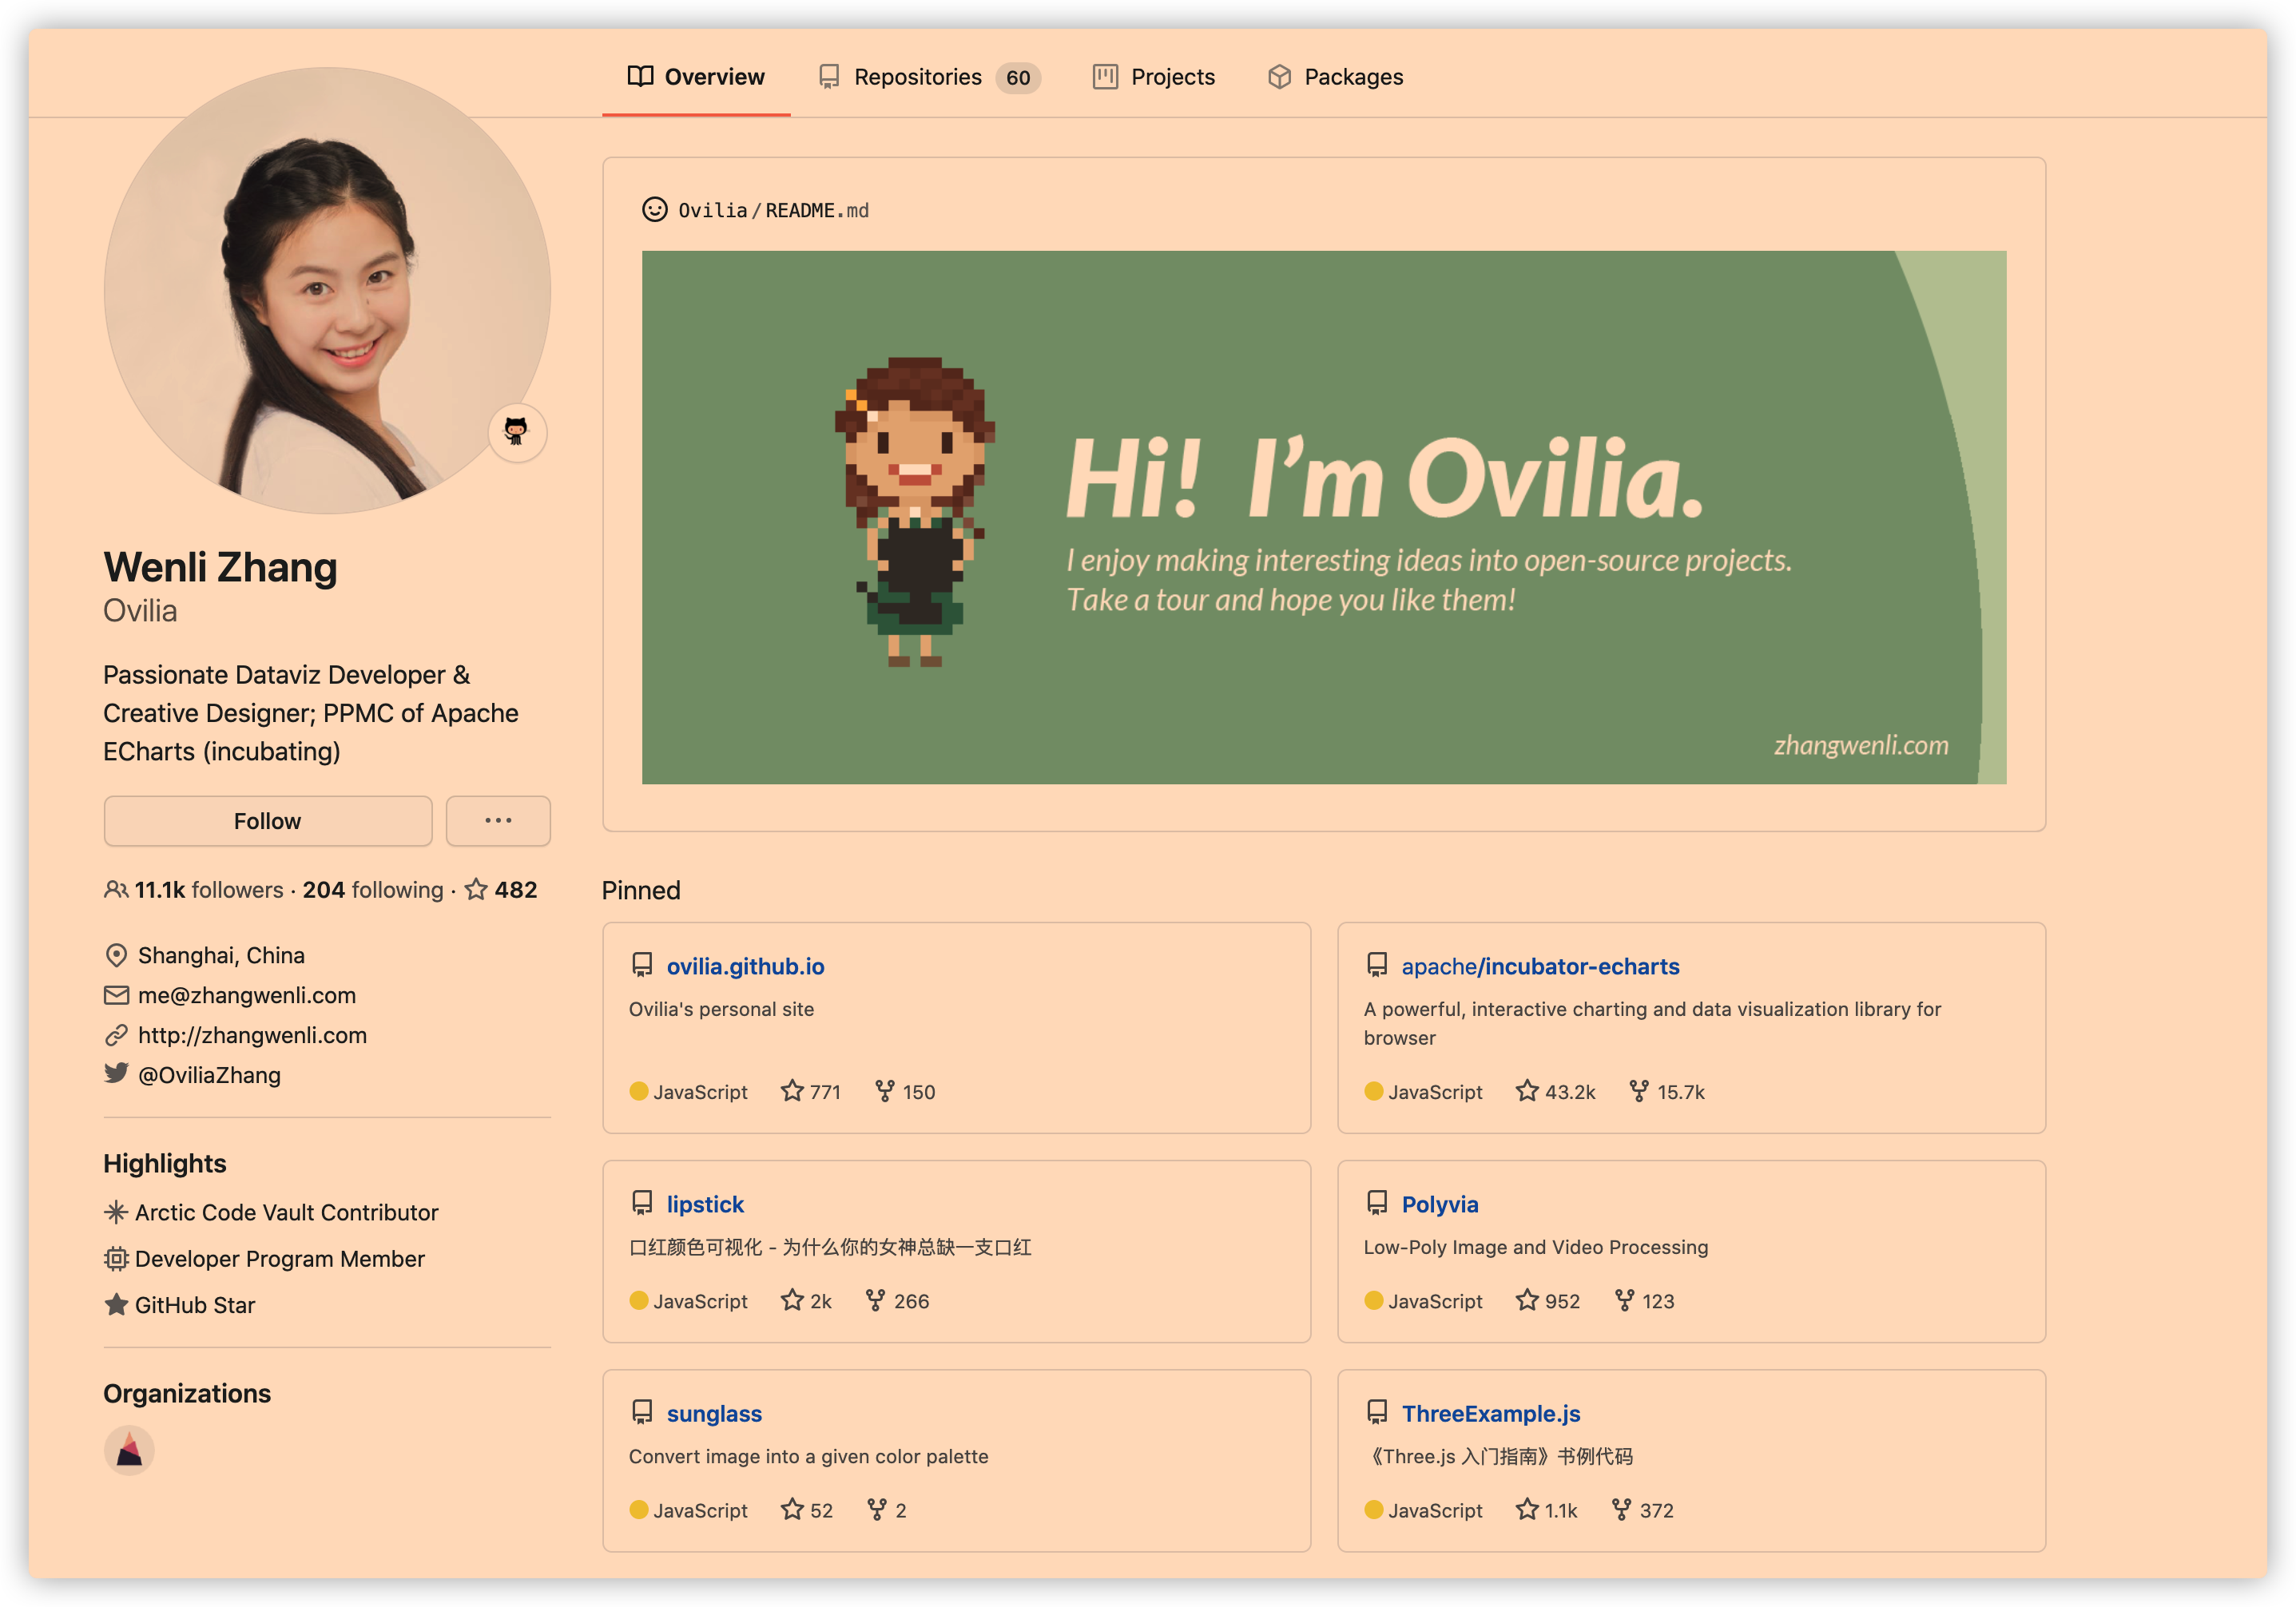 Overview Repositories 60 Projects Packages
Wenli Zhang
Ovilia
Passionate Dataviz Developer &
Creative Designer; PPMC of Apache
ECharts (incubating)
Follow ...
11.1k followers · 204 following · 482
Shanghai, China
me@zhangwenli.com
http://zhangwenli.com
@OviliaZhang
Highlights
Arctic Code Vault Contributor
Developer Program Member
GitHub Star
Organizations
Ovilia/README.md
Hi! I'm Ovilia.
I enjoy making interesting ideas into open-source projects.
Take a tour and hope you like them!
zhangwenli.com
Pinned
ovilia.github.io
Ovilia's personal site
JavaScript 771 150
apache/incubator-echarts
A powerful, interactive charting and data visualization library for
browser
JavaScript 43.2k 15.7k
lipstick
口红颜色可视化 - 为什么你的女神总缺一支口红
JavaScript 2k 266
Polyvia
Low-Poly Image and Video Processing
JavaScript 952 123
sunglass
Convert image into a given color palette
JavaScript 52 2
ThreeExample.js
《Three.js 入门指南》书例代码
JavaScript 1.1k 372